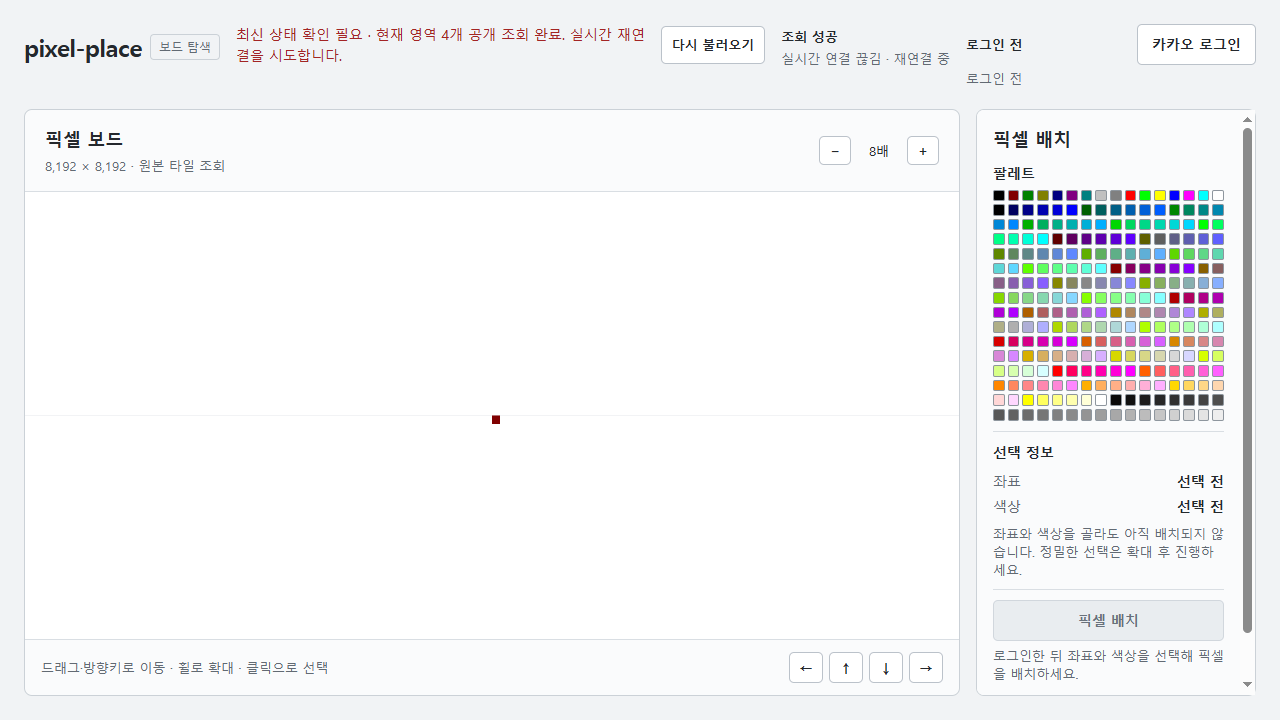 pixel-place
보드 탐색
최신 상태 확인 필요 · 현재 영역 4개 공개 조회 완료. 실시간 재연
결을 시도합니다.
다시 불러오기
조회 성공
실시간 연결 끊김 · 재연결 중
로그인 전
로그인 전
카카오 로그인
픽셀 보드
8,192 × 8,192 · 원본 타일 조회
−
8배
+
드래그·방향키로 이동 · 휠로 확대 · 클릭으로 선택
←
↑
↓
→
픽셀 배치
팔레트
선택 정보
좌표
선택 전
색상
선택 전
좌표와 색상을 골라도 아직 배치되지 않
습니다. 정밀한 선택은 확대 후 진행하
세요.
픽셀 배치
로그인한 뒤 좌표와 색상을 선택해 픽셀
을 배치하세요.